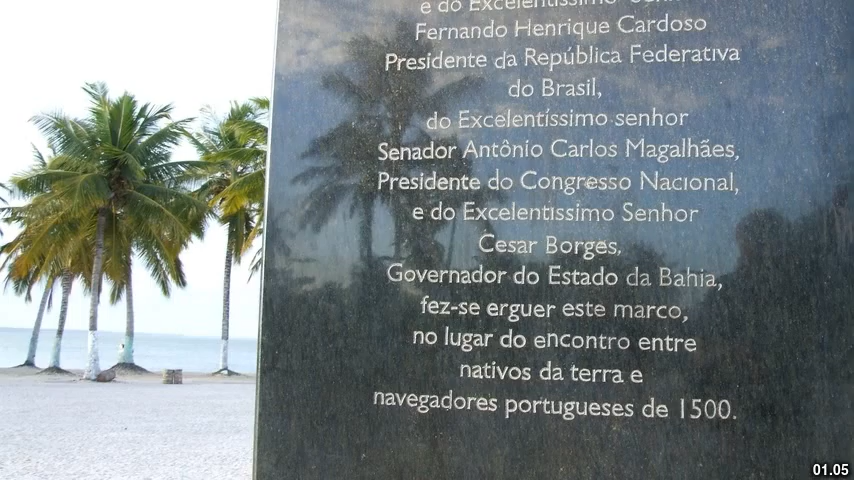 e do Excelentíssimo
Fernando Henrique Cardoso
Presidente da República Federativa
do Brasil,
do Excelentíssimo senhor
Senador Antônio Carlos Magalhães,
Presidente do Congresso Nacional,
e do Excelentissimo Senhor
Cesar Borges,
Governador do Estado da Bahia,
fez-se erguer este marco,
no lugar do encontro entre
nativos da terra e
navegadores portugueses de 1500.
01.05